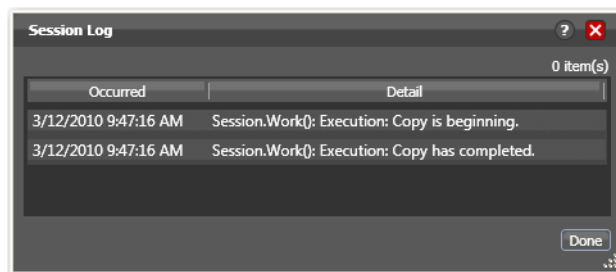 Session Log ?
0 item(s)
Occurred Detail
3/12/2010 9:47:16 AM Session.Work(): Execution: Copy is beginning.
3/12/2010 9:47:16 AM Session.Work(): Execution: Copy has completed.
Done